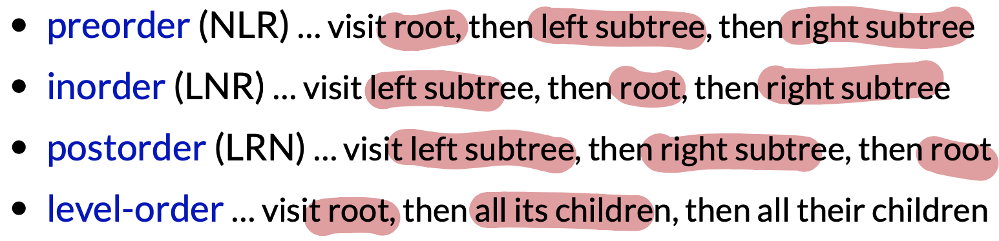 • preorder (NLR) ... visit root, then left subtree, then right subtree
• inorder (LNR) ... visit left subtree, then root, then right subtree
• postorder (LRN) ... visit left subtree, then right subtree, then root
• level-order ... visit root, then all its children, then all their children